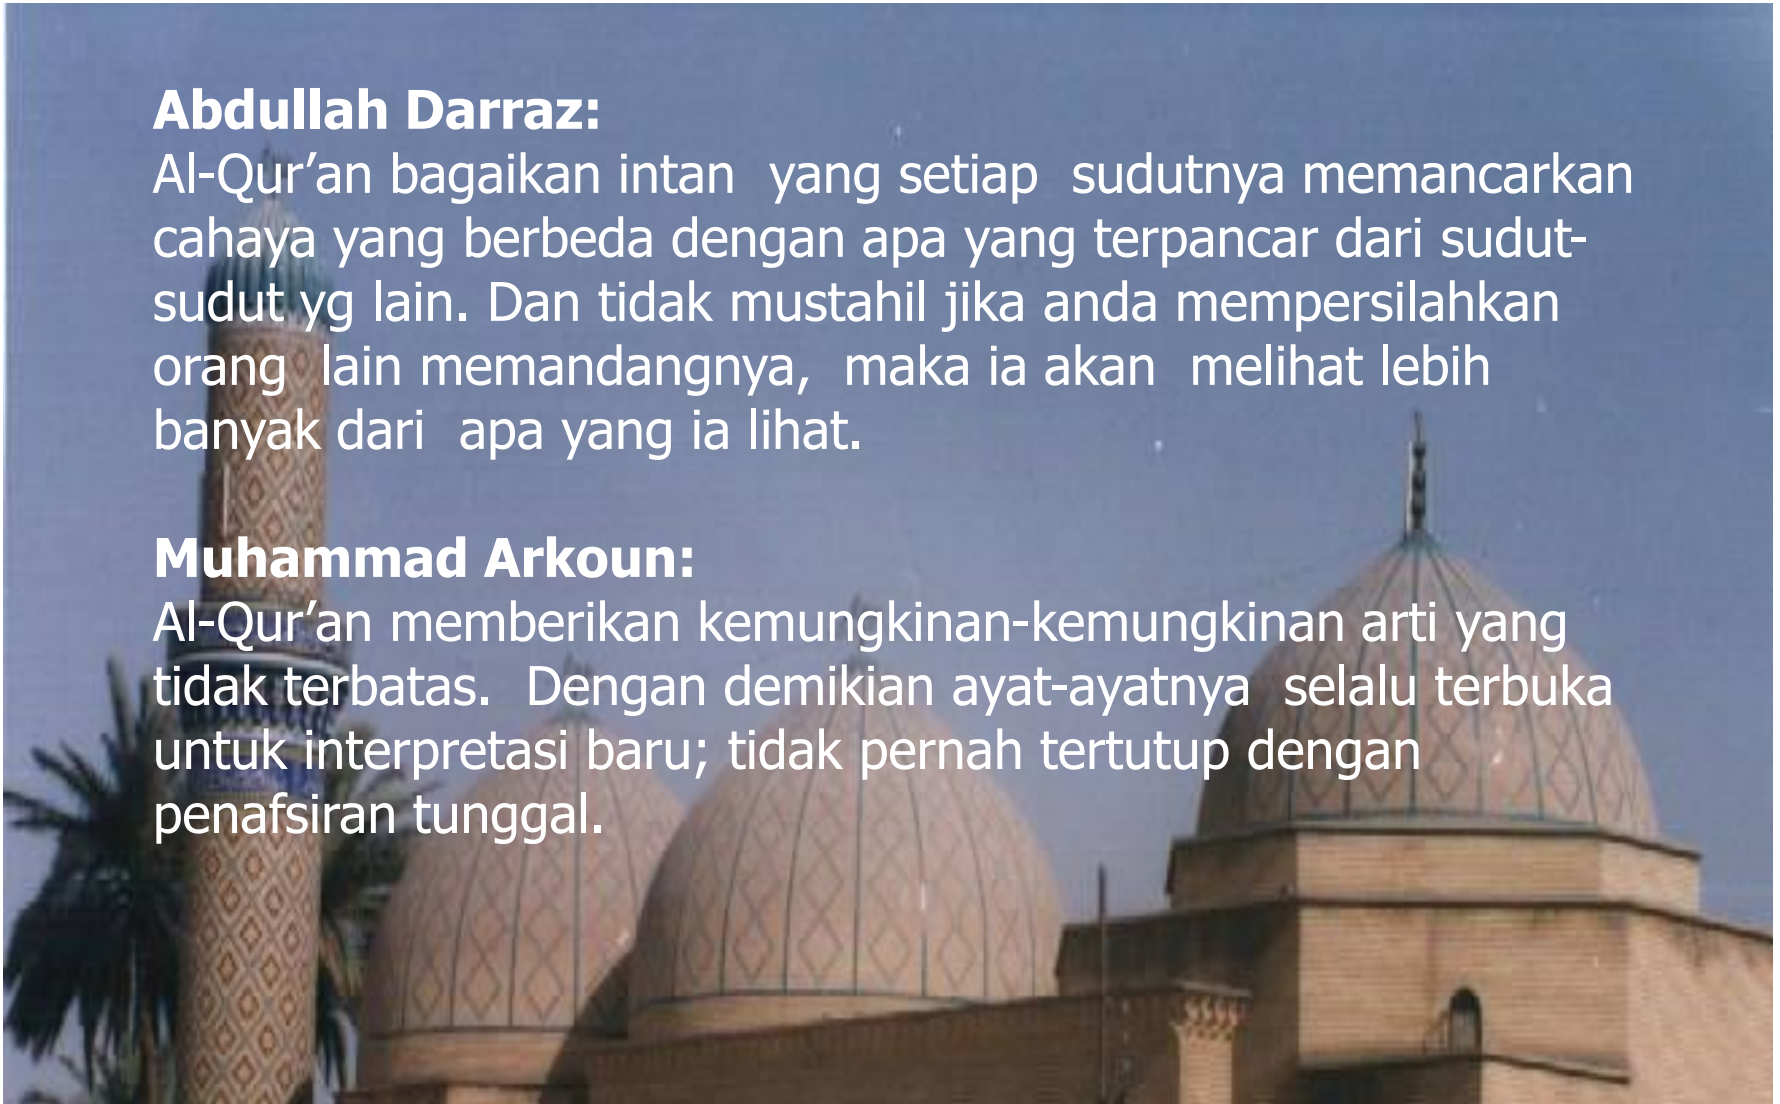 Abdullah Darraz:
Al-Qur’an bagaikan intan yang setiap sudutnya memancarkan
cahaya yang berbeda dengan apa yang terpancar dari sudut-
sudut yg lain. Dan tidak mustahil jika anda mempersilahkan
orang lain memandangnya, maka ia akan melihat lebih
banyak dari apa yang ia lihat.
Muhammad Arkoun:
Al-Qur’an memberikan kemungkinan-kemungkinan arti yang
tidak terbatas. Dengan demikian ayat-ayatnya selalu terbuka
untuk interpretasi baru; tidak pernah tertutup dengan
penafsiran tunggal.